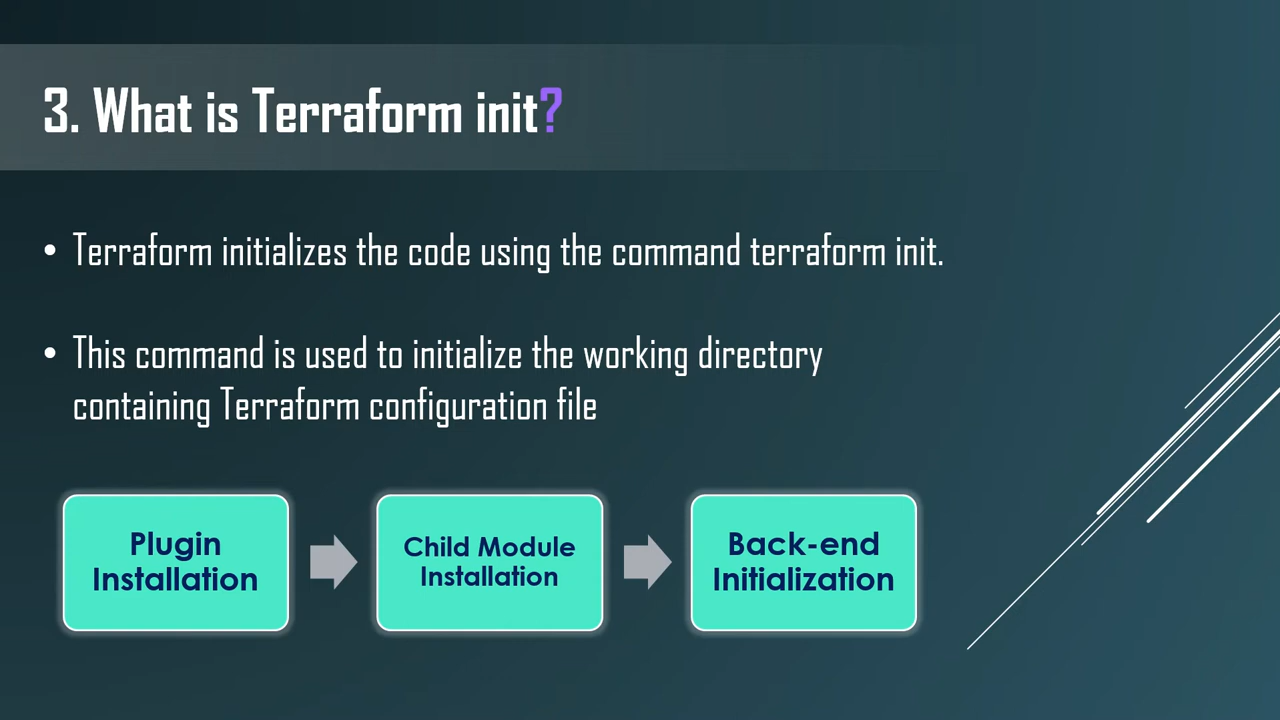 3. What is Terraform init?
• Terraform initializes the code using the command terraform init.
• This command is used to initialize the working directory
containing Terraform configuration file
Plugin
Installation
Child Module
Installation
Back-end
Initialization